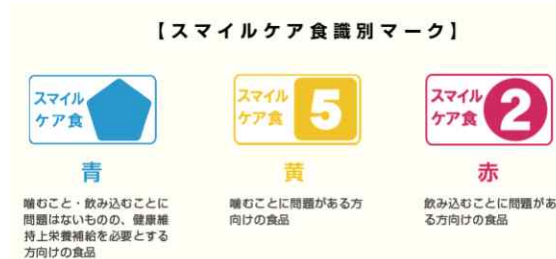 【スマイルケア食識別マーク】
スマイル
ケア食
青
噛むこと・飲み込むことに
問題はないものの、健康維
持上栄養補給を必要とする
方向けの食品
スマイル
ケア食
5
黄
噛むことに問題がある方
向けの食品
スマイル
ケア食
2
赤
飲み込むことに問題があ
る方向けの食品